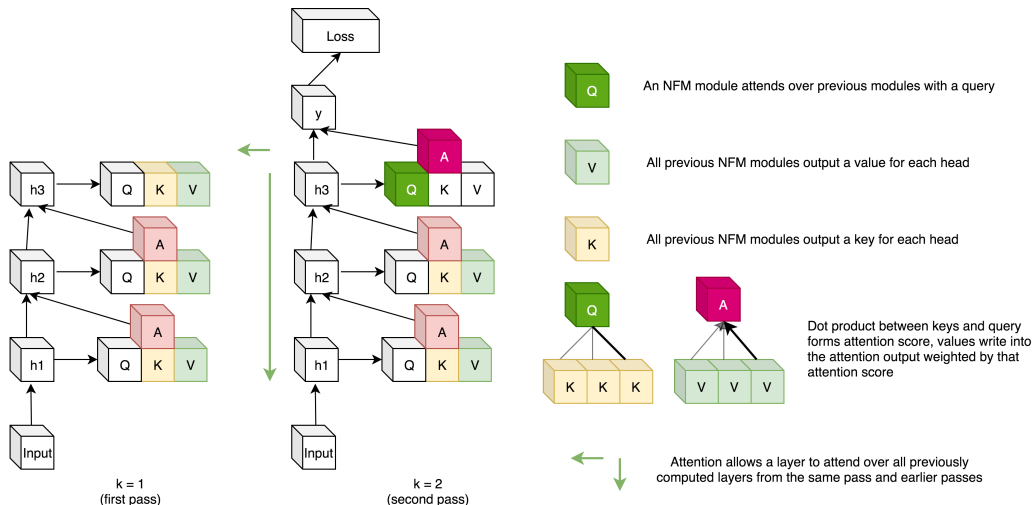 Loss
y
A
h3
Q
K
V
h3
Q
K
V
A
A
h2
Q
K
V
h2
Q
K
V
A
A
h1
Q
K
V
h1
Q
K
V
Input
Input
k = 1
(first pass)
k = 2
(second pass)
Q
An NFM module attends over previous modules with a query
V
All previous NFM modules output a value for each head
K
All previous NFM modules output a key for each head
Q
A
K
K
K
V
V
V
Dot product between keys and query
forms attention score, values write into
the attention output weighted by that
attention score
Attention allows a layer to attend over all previously
computed layers from the same pass and earlier passes